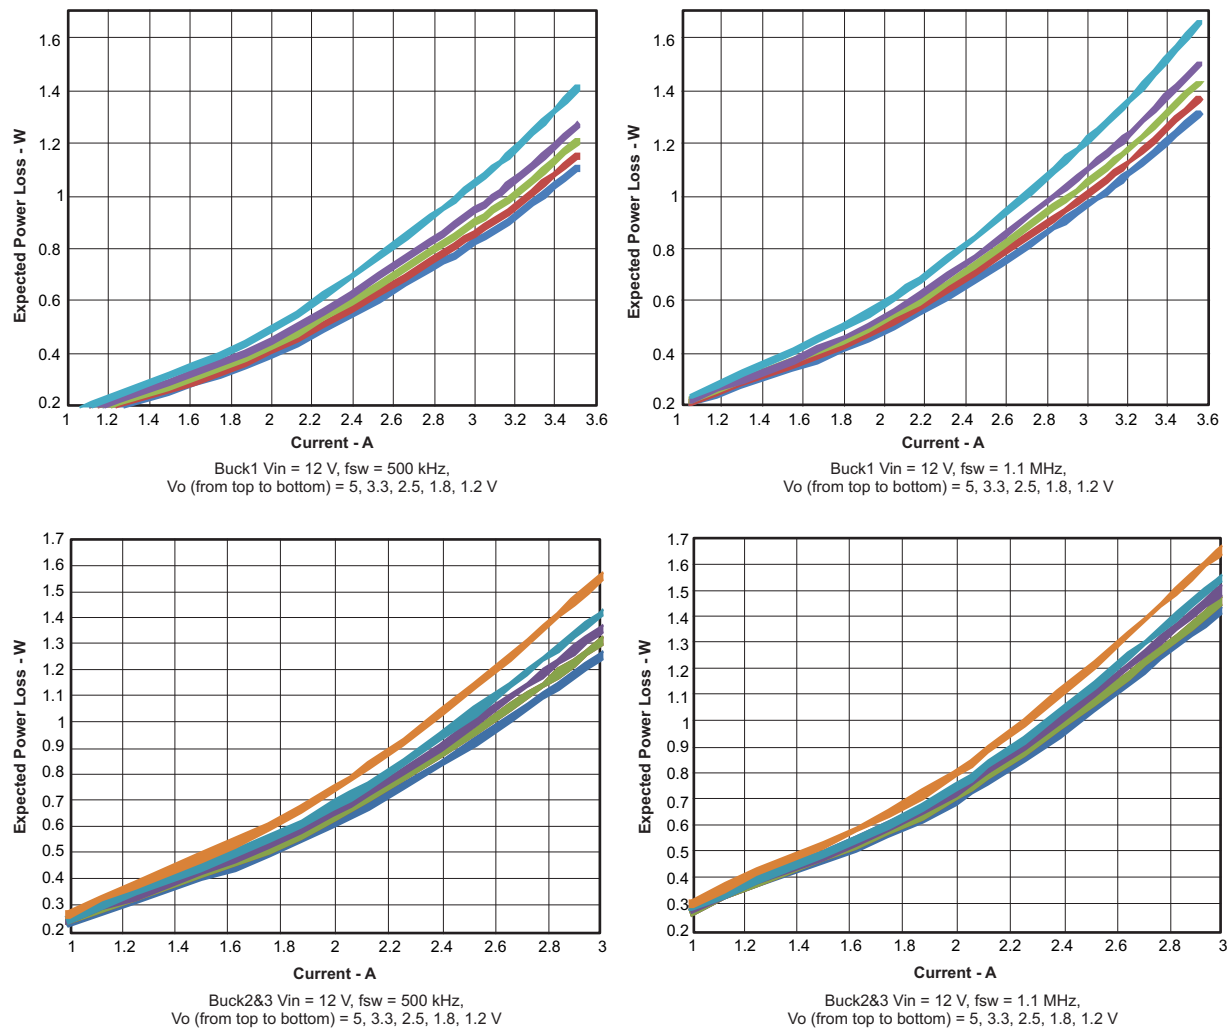 1.6
1.4
1.2
1
0.8
0.6
0.4
0.2
Expected Power Loss - W
1 1.2 1.4 1.6 1.8 2 2.2 2.4 2.6 2.8 3 3.2 3.4 3.6
Current - A
Buck1 Vin = 12 V, fsw = 500 kHz,
Vo (from top to bottom) = 5, 3.3, 2.5, 1.8, 1.2 V
1.6
1.4
1.2
1
0.8
0.6
0.4
0.2
Expected Power Loss - W
1 1.2 1.4 1.6 1.8 2 2.2 2.4 2.6 2.8 3 3.2 3.4 3.6
Current - A
Buck1 Vin = 12 V, fsw = 1.1 MHz,
Vo (from top to bottom) = 5, 3.3, 2.5, 1.8, 1.2 V
1.7
1.6
1.5
1.4
1.3
1.2
1.1
1
0.9
0.8
0.7
0.6
0.5
0.4
0.3
0.2
Expected Power Loss - W
1 1.2 1.4 1.6 1.8 2 2.2 2.4 2.6 2.8 3
Current - A
Buck2&3 Vin = 12 V, fsw = 500 kHz,
Vo (from top to bottom) = 5, 3.3, 2.5, 1.8, 1.2 V
1.7
1.6
1.5
1.4
1.3
1.2
1.1
1
0.9
0.8
0.7
0.6
0.5
0.4
0.3
0.2
Expected Power Loss - W
1 1.2 1.4 1.6 1.8 2 2.2 2.4 2.6 2.8 3
Current - A
Buck2&3 Vin = 12 V, fsw = 1.1 MHz,
Vo (from top to bottom) = 5, 3.3, 2.5, 1.8, 1.2 V